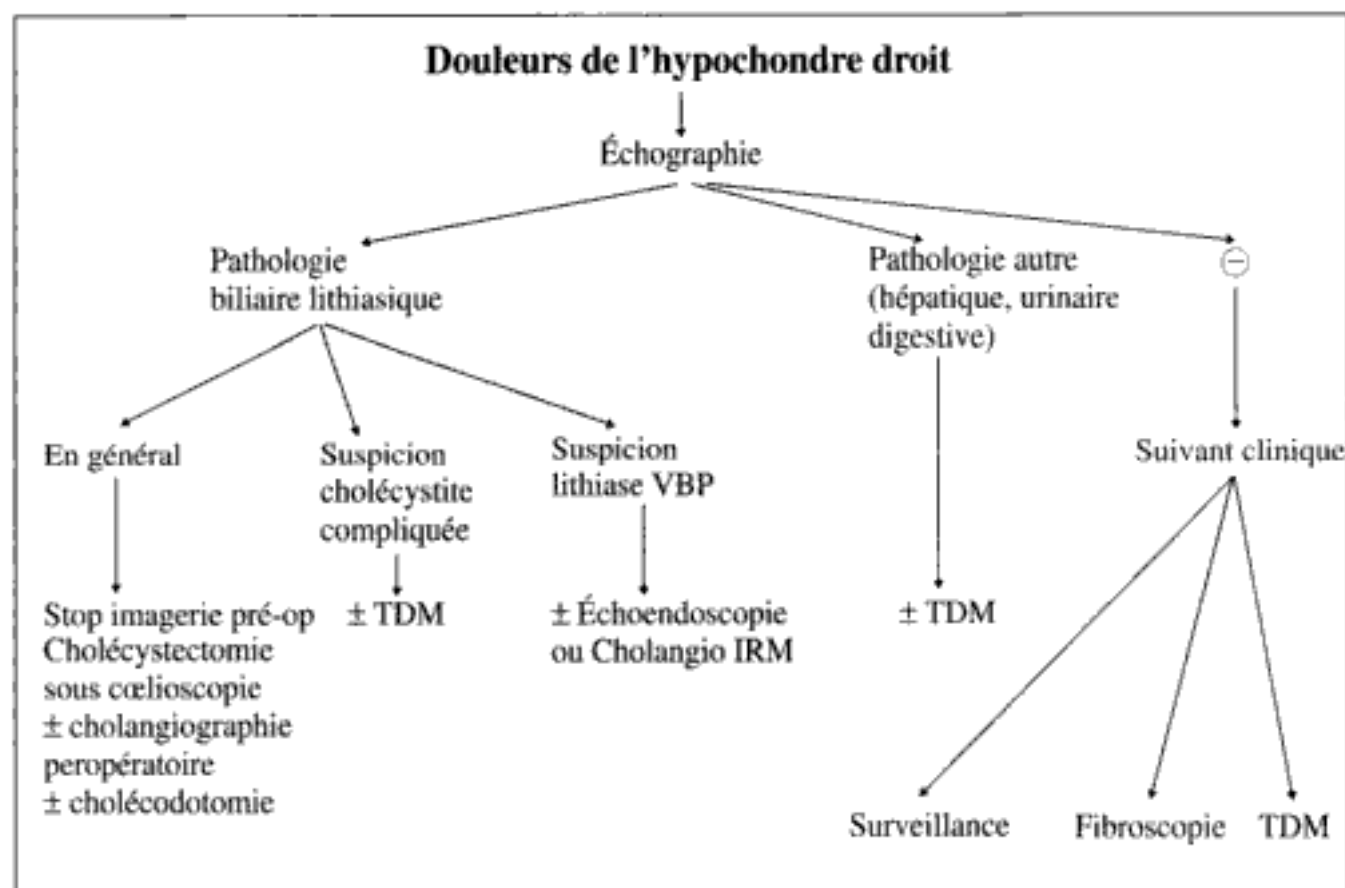 Douleurs de l'hypochondre droit
Échographie
Pathologie
biliaire lithiasique
Pathologie autre
(hépatique, urinaire
digestive)
−
En général
Suspicion
cholécystite
compliquée
Suspicion
lithiase VBP
Suivant clinique
Stop imagerie pré-op
Cholécystectomie
sous cœlioscopie
± cholangiographie
peropératoire
± cholécodotomie
± TDM
± Échoendoscopie
ou Cholangio IRM
± TDM
Surveillance
Fibroscopie
TDM